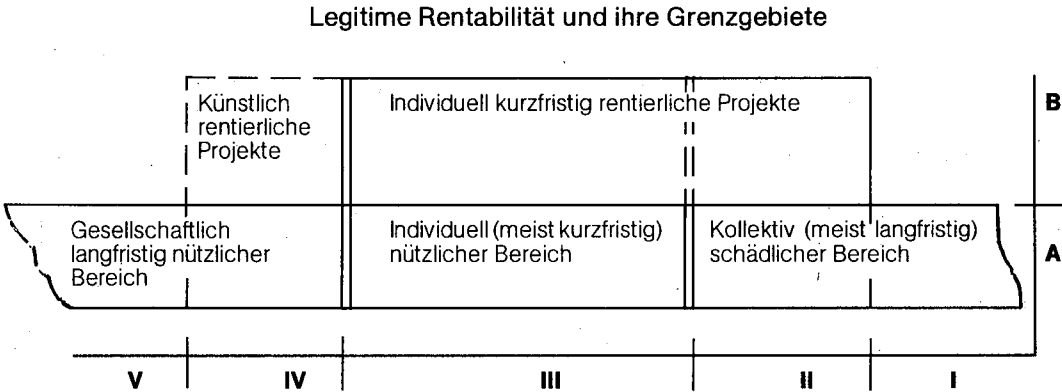 Legitime Rentabilität und ihre Grenzgebiete
Künstlich
rentierliche
Projekte
Individuell kurzfristig rentierliche Projekte
B
Gesellschaftlich
langfristig nützlicher
Bereich
Individuell (meist kurzfristig)
nützlicher Bereich
Kollektiv (meist langfristig)
schädlicher Bereich
A
V
IV
III
II
I